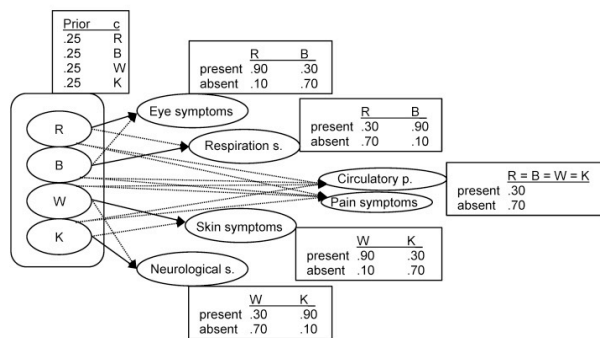 Prior c
.25 R
.25 B
.25 W
.25 K
R B
present .90 .30
absent .10 .70
Eye symptoms
R B
present .30 .90
absent .70 .10
R
Respiration s.
B
Circulatory p.
R = B = W = K
present .30
absent .70
W
Pain symptoms
Skin symptoms
K
W K
present .90 .30
absent .10 .70
Neurological s.
W K
present .30 .90
absent .70 .10